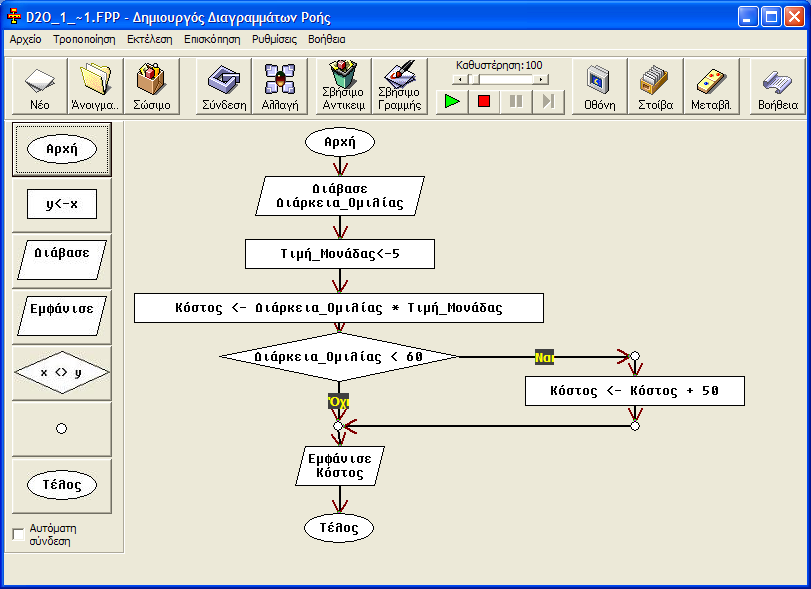 D2O_1_~1.FPP - Δημιουργός Διαγραμμάτων Ροής
Αρχείο Τροποποίηση Εκτέλεση Επισκόπηση Ρυθμίσεις Βοήθεια
Νέο
Άνοιγμα..
Σώσιμο
Σύνδεση
Αλλαγή
Σβήσιμο
Αντικειμ
Σβήσιμο
Γραμμής
Καθυστέρηση:100
Οθόνη
Στοίβα
Μεταβλ.
Βοήθεια
Αρχή
y<-x
Διάβασε
Εμφάνισε
x <> y
Τέλος
Αυτόματη
σύνδεση
Αρχή
Διάβασε
Διάρκεια_Ομιλίας
Τιμή_Μονάδας<-5
Κόστος <- Διάρκεια_Ομιλίας * Τιμή_Μονάδας
Διάρκεια_Ομιλίας < 60
Ναι
Κόστος <- Κόστος + 50
Όχι
Εμφάνισε
Κόστος
Τέλος